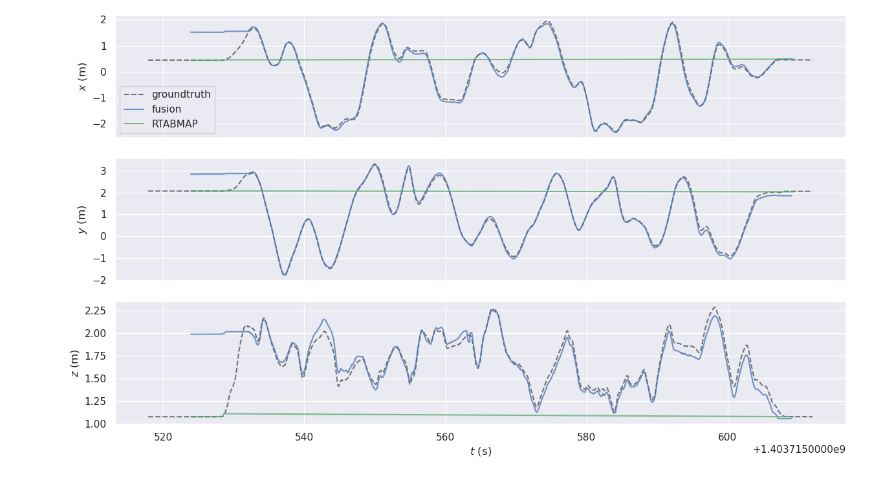 2
1
0
−1
−2
x (m)
groundtruth
fusion
RTABMAP
3
2
1
0
−1
−2
y (m)
2.25
2.00
1.75
1.50
1.25
1.00
z (m)
520
540
560
580
600
t (s)
+1.4037150000e9